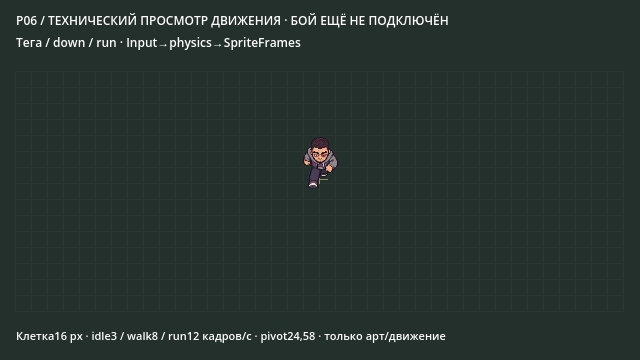 P06 / ТЕХНИЧЕСКИЙ ПРОСМОТР ДВИЖЕНИЯ · БОЙ ЕЩЁ НЕ ПОДКЛЮЧЁН
Тега / down / run · Input→physics→SpriteFrames
Клетка16 px · idle3 / walk8 / run12 кадров/с · pivot24,58 · только арт/движение